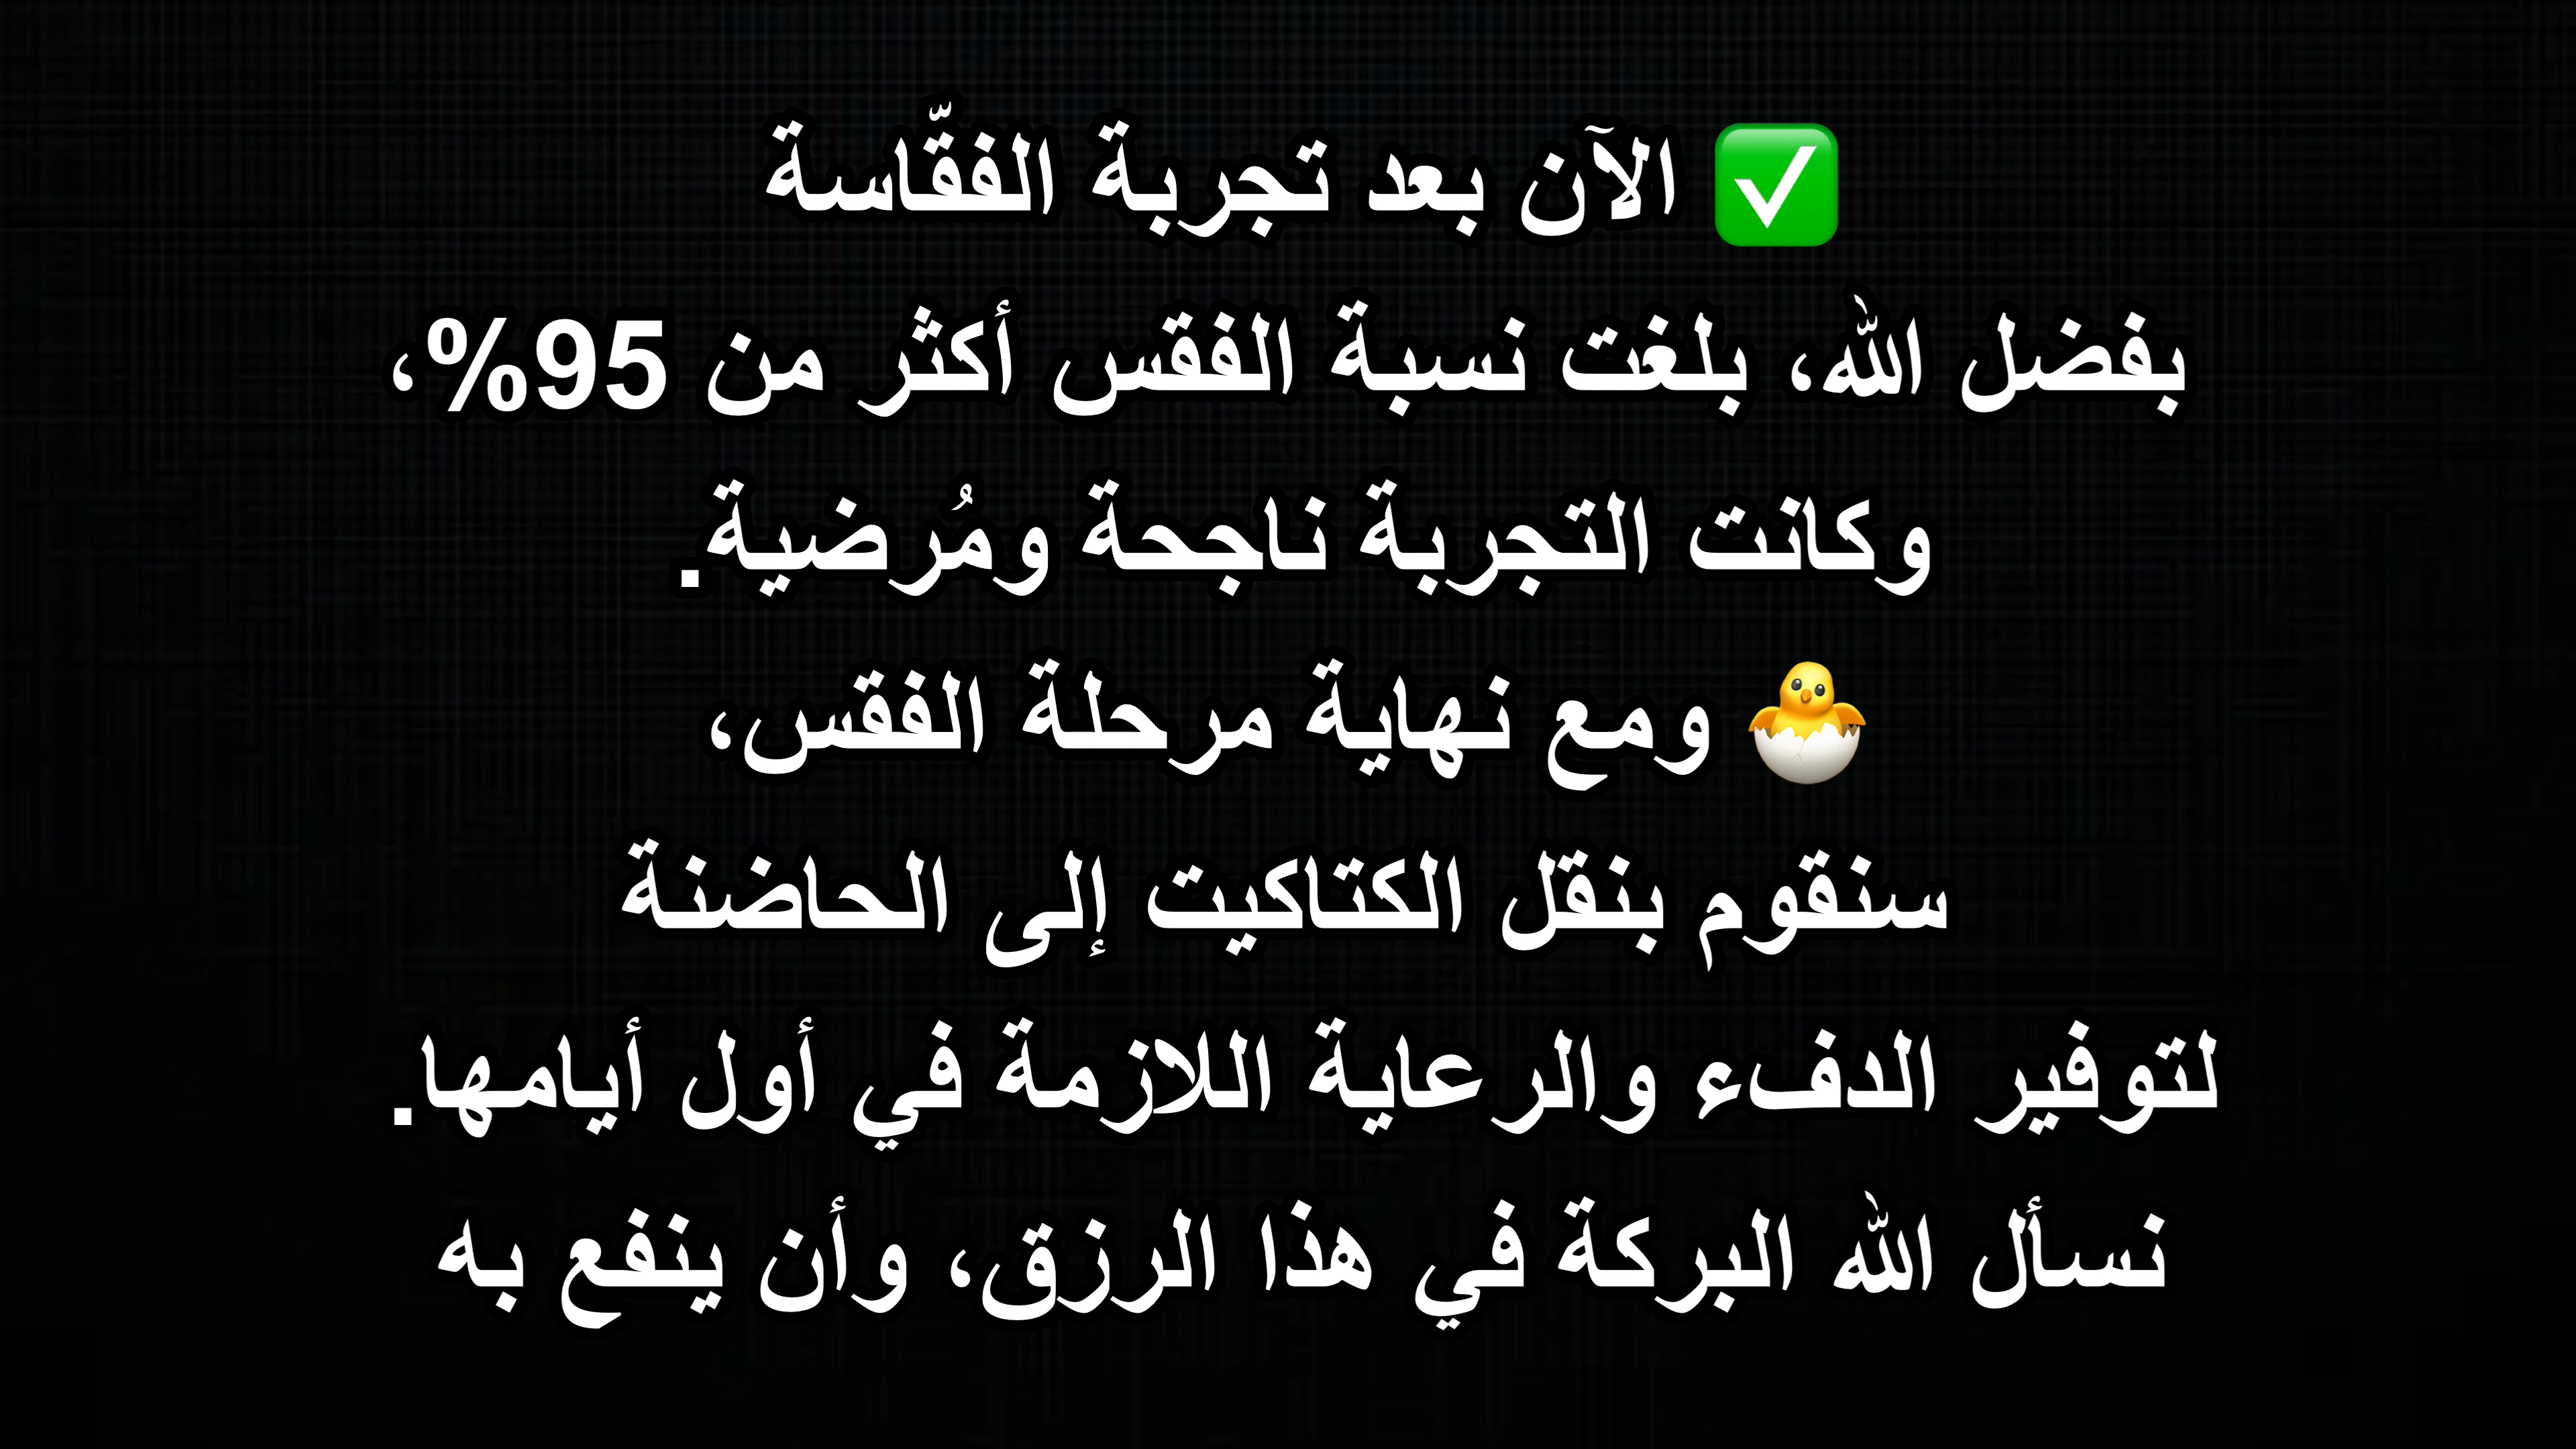 ✅ الآن بعد تجربة الفقّاسة
بفضل الله، بلغت نسبة الفقس أكثر من 95%،
وكانت التجربة ناجحة ومُرضية.
🐣 ومع نهاية مرحلة الفقس،
سنقوم بنقل الكتاكيت إلى الحاضنة
لتوفير الدفء والرعاية اللازمة في أول أيامها.
نسأل الله البركة في هذا الرزق، وأن ينفع به